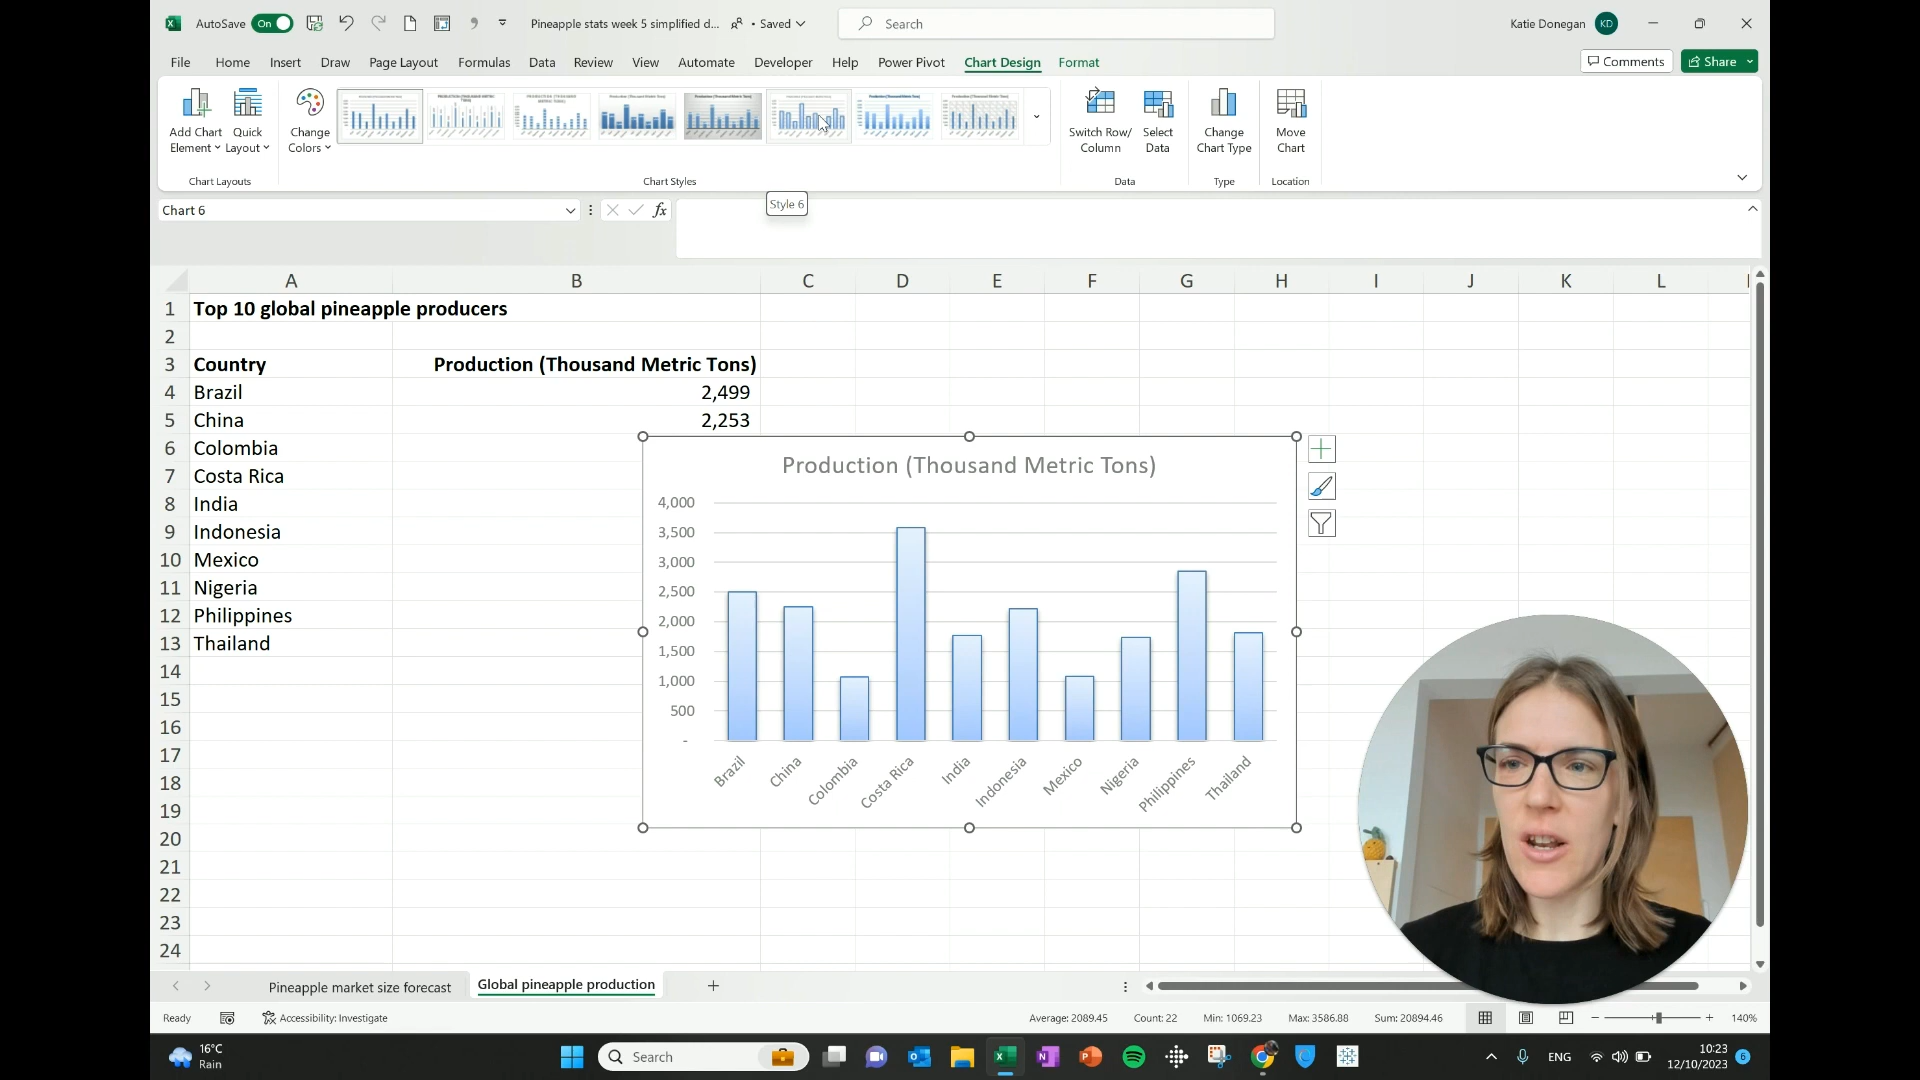 AutoSave On Pineapple stats week 5 simplified d... • Saved Search Katie Donegan KD
File Home Insert Draw Page Layout Formulas Data Review View Automate Developer Help Power Pivot Chart Design Format Comments Share
Add Chart Element
Quick Layout
Change Colors
Switch Row/ Column
Select Data
Change Chart Type
Move Chart
Chart Layouts Chart Styles Data Type Location
Style 6
Chart 6 fx
A B C D E F G H I J K L
1 Top 10 global pineapple producers
2
3 Country Production (Thousand Metric Tons)
4 Brazil 2,499
5 China 2,253
6 Colombia
7 Costa Rica
8 India
9 Indonesia
10 Mexico
11 Nigeria
12 Philippines
13 Thailand
14
15
16
17
18
19
20
21
22
23
24
Production (Thousand Metric Tons)
4,000
3,500
3,000
2,500
2,000
1,500
1,000
500
-
Brazil China Colombia Costa Rica India Indonesia Mexico Nigeria Philippines Thailand
Pineapple market size forecast Global pineapple production
Ready Accessibility: Investigate Average: 2089.45 Count: 22 Min: 1069.23 Max: 3586.88 Sum: 20894.46 140%
16°C
Rain
Search
ENG
10:23
12/10/2023
6